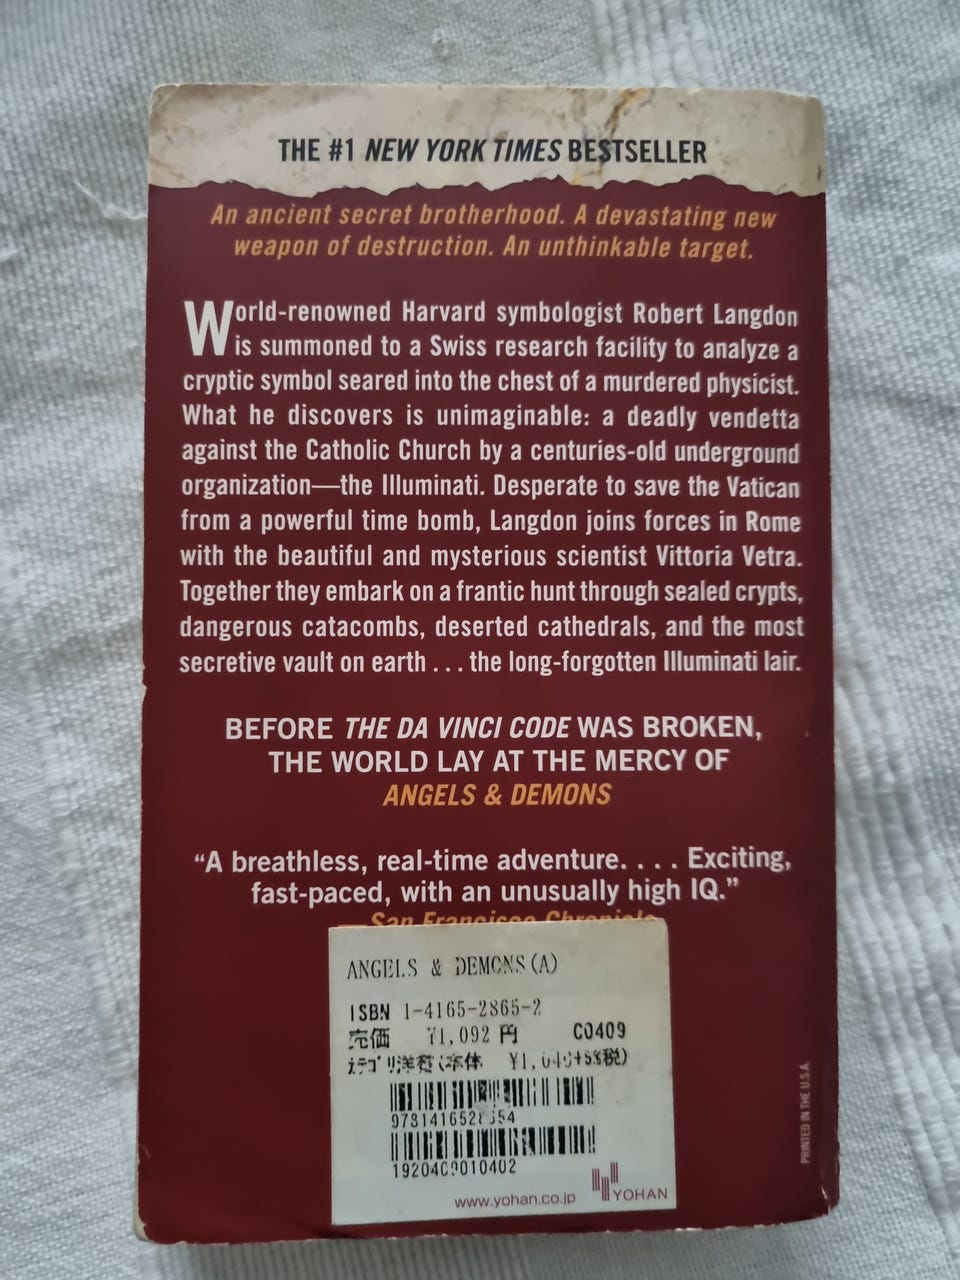 THE #1 NEW YORK TIMES BESTSELLER
An ancient secret brotherhood. A devastating new
weapon of destruction. An unthinkable target.
World-renowned Harvard symbologist Robert Langdon
is summoned to a Swiss research facility to analyze a
cryptic symbol seared into the chest of a murdered physicist.
What he discovers is unimaginable: a deadly vendetta
against the Catholic Church by a centuries-old underground
organization—the Illuminati. Desperate to save the Vatican
from a powerful time bomb, Langdon joins forces in Rome
with the beautiful and mysterious scientist Vittoria Vetra.
Together they embark on a frantic hunt through sealed crypts,
dangerous catacombs, deserted cathedrals, and the most
secretive vault on earth . . . the long-forgotten Illuminati lair.
BEFORE THE DA VINCI CODE WAS BROKEN,
THE WORLD LAY AT THE MERCY OF
ANGELS & DEMONS
“A breathless, real-time adventure. . . . Exciting,
fast-paced, with an unusually high IQ.”
—San Francisco Chronicle
ANGELS & DEMONS(A)
ISBN 1-4165-2865-2
売価 ¥1,092 円 C0409
¥1,040+5%税)
1920409010402
www.yohan.co.jp YOHAN
PRINTED IN THE U.S.A.